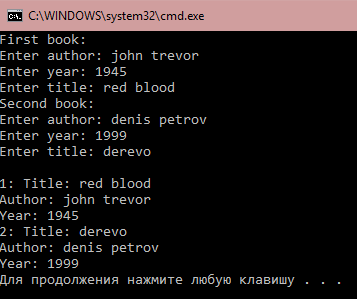 C:\WINDOWS\system32\cmd.exe
First book:
Enter author: john trevor
Enter year: 1945
Enter title: red blood
Second book:
Enter author: denis petrov
Enter year: 1999
Enter title: derevo
1: Title: red blood
Author: john trevor
Year: 1945
2: Title: derevo
Author: denis petrov
Year: 1999
Для продолжения нажмите любую клавишу . . .